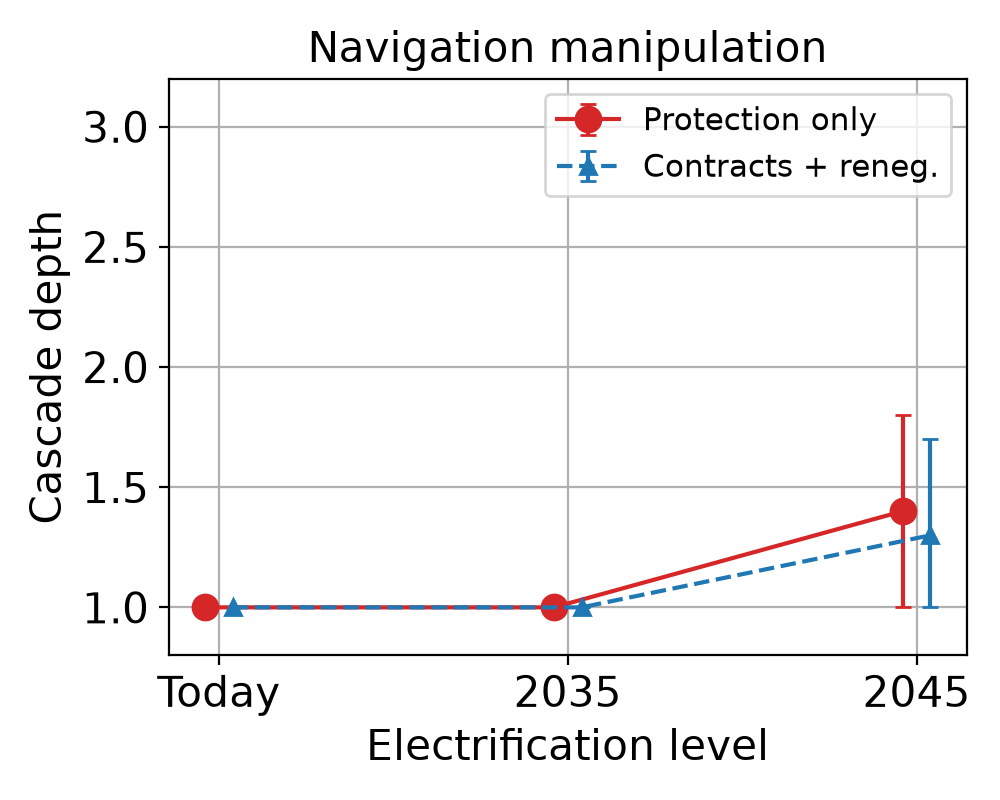 Navigation manipulation
Protection only
Contracts + reneg.
Cascade depth
3.0
2.5
2.0
1.5
1.0
Today
2035
2045
Electrification level